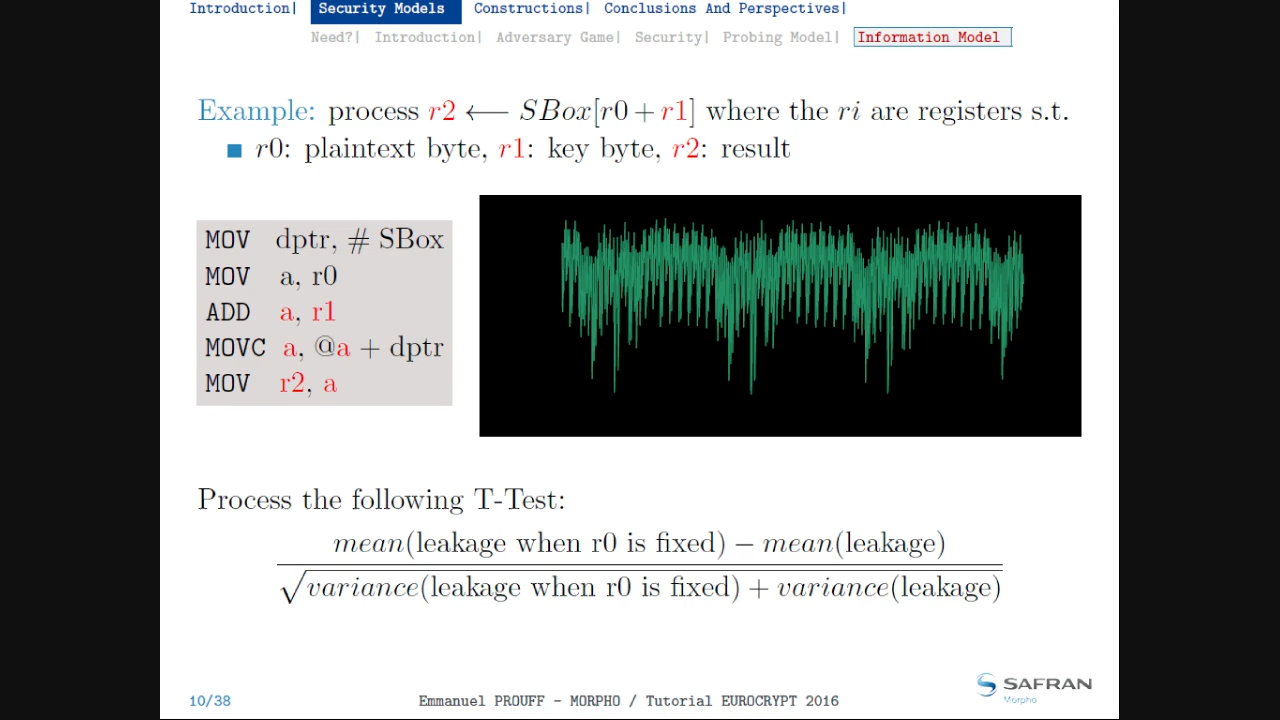 Introduction| Security Models Constructions| Conclusions And Perspectives|
Need?| Introduction| Adversary Game| Security| Probing Model| Information Model
Example: process r2 ⟵ SBox[r0 + r1] where the ri are registers s.t.
■ r0: plaintext byte, r1: key byte, r2: result
MOV dptr, # SBox
MOV a, r0
ADD a, r1
MOVC a, @a + dptr
MOV r2, a
Process the following T-Test:
mean(leakage when r0 is fixed) − mean(leakage)
√variance(leakage when r0 is fixed) + variance(leakage)
SAFRAN
Morpho
10/38 Emmanuel PROUFF - MORPHO / Tutorial EUROCRYPT 2016